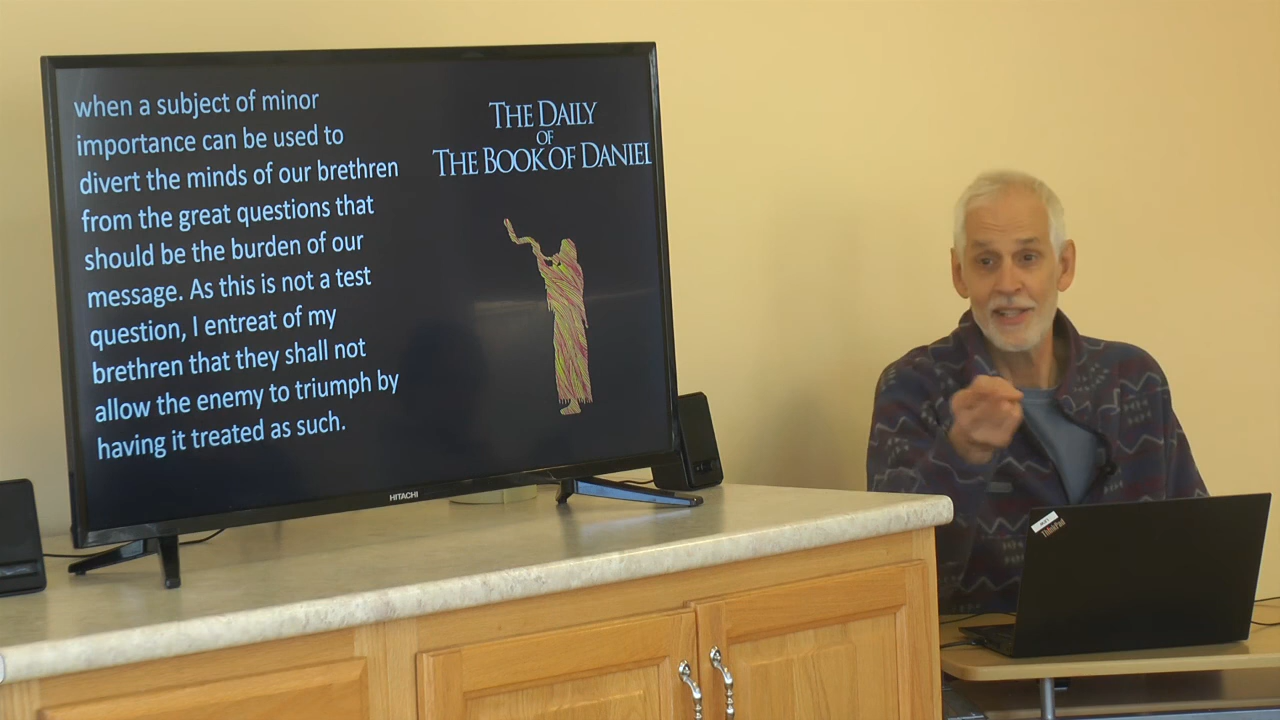 when a subject of minor
importance can be used to
divert the minds of our brethren
from the great questions that
should be the burden of our
message. As this is not a test
question, I entreat of my
brethren that they shall not
allow the enemy to triumph by
having it treated as such.
THE DAILY
OF
THE BOOK OF DANIEL
HITACHI
ThinkPad